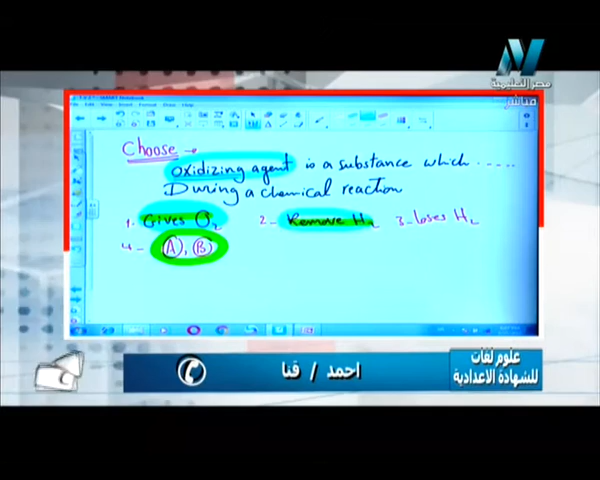 مصر التعليمية
مباشر
Choose →
oxidizing agent is a substance which .....
During a chemical reaction
1. Gives O2 2- Remove H2 3- loses H2
4- (A), (B)
علوم لغات
للشهادة الاعدادية
احمد / قنا